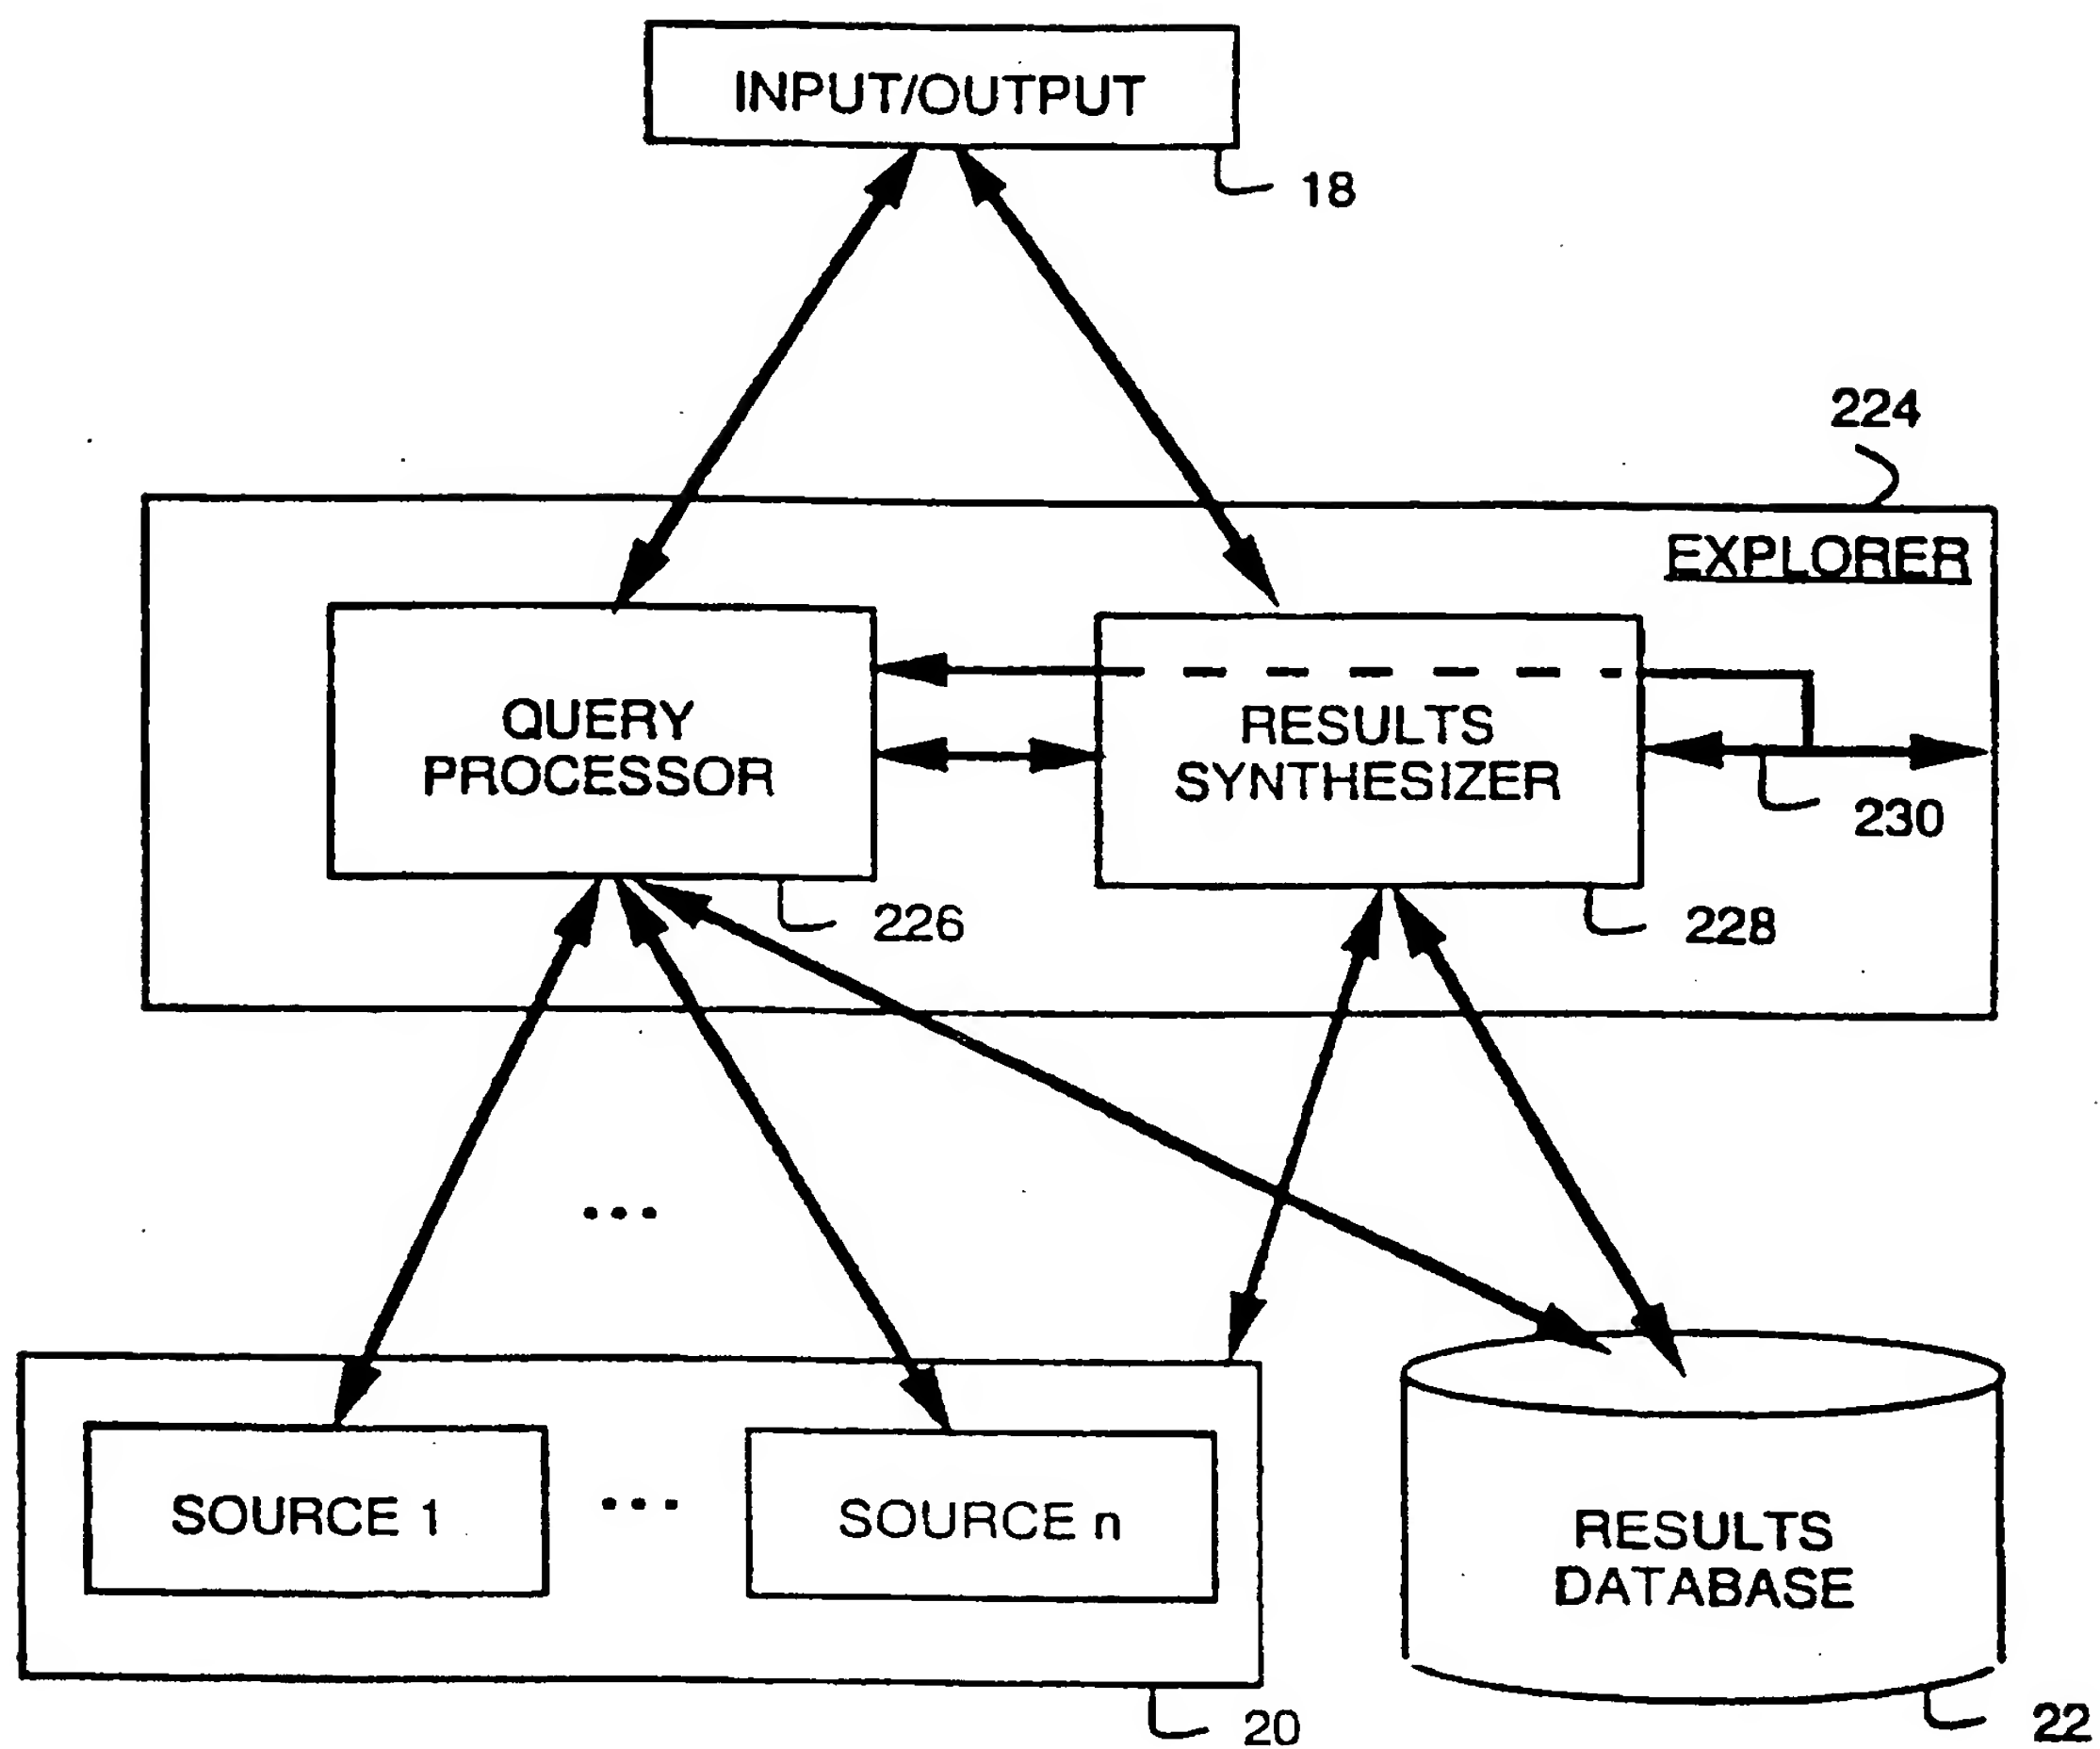 INPUT/OUTPUT
18
224
EXPLORER
QUERY
PROCESSOR
RESULTS
SYNTHESIZER
230
226
228
...
SOURCE 1
...
SOURCE n
RESULTS
DATABASE
20
22